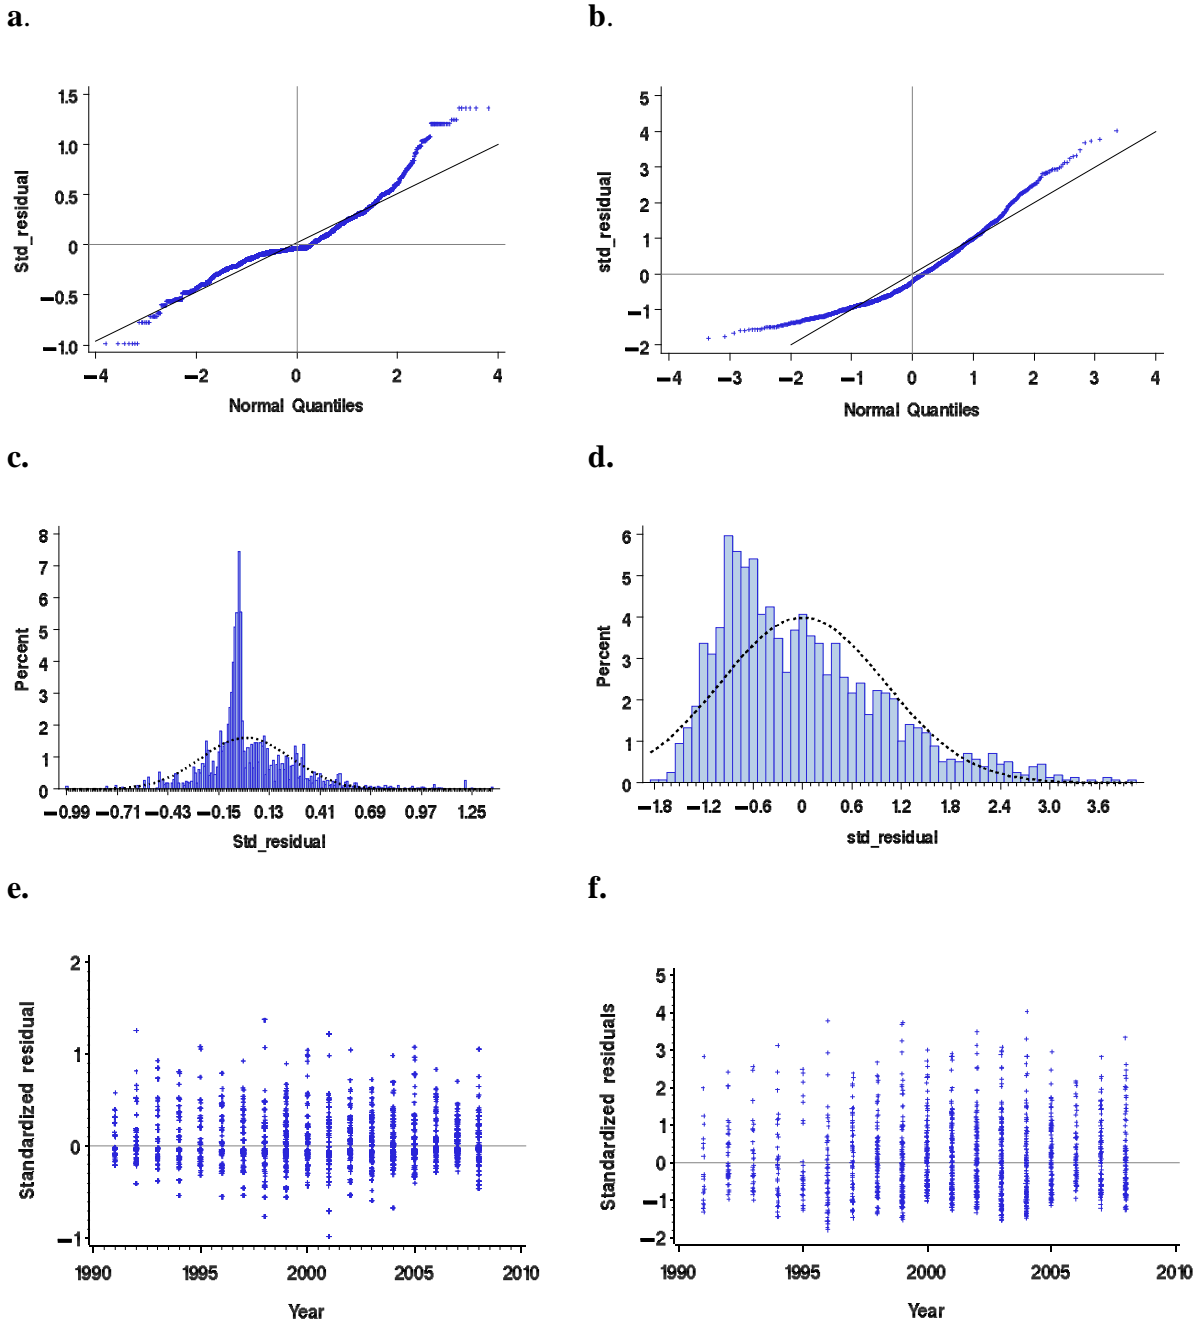 a.
b.
1.5
1.0
0.5
0
−0.5
−1.0
Std_residual
−4 −2 0 2 4
Normal Quantiles
5
4
3
2
1
0
−1
−2
std_residual
−4 −3 −2 −1 0 1 2 3 4
Normal Quantiles
c.
d.
8
7
6
5
4
3
2
1
0
Percent
−0.99 −0.71 −0.43 −0.15 0.13 0.41 0.69 0.97 1.25
Std_residual
6
5
4
3
2
1
0
Percent
−1.8 −1.2 −0.6 0 0.6 1.2 1.8 2.4 3.0 3.6
std_residual
e.
f.
2
1
0
−1
Standardized residual
1990 1995 2000 2005 2010
Year
5
4
3
2
1
0
−1
−2
Standardized residuals
1990 1995 2000 2005 2010
Year